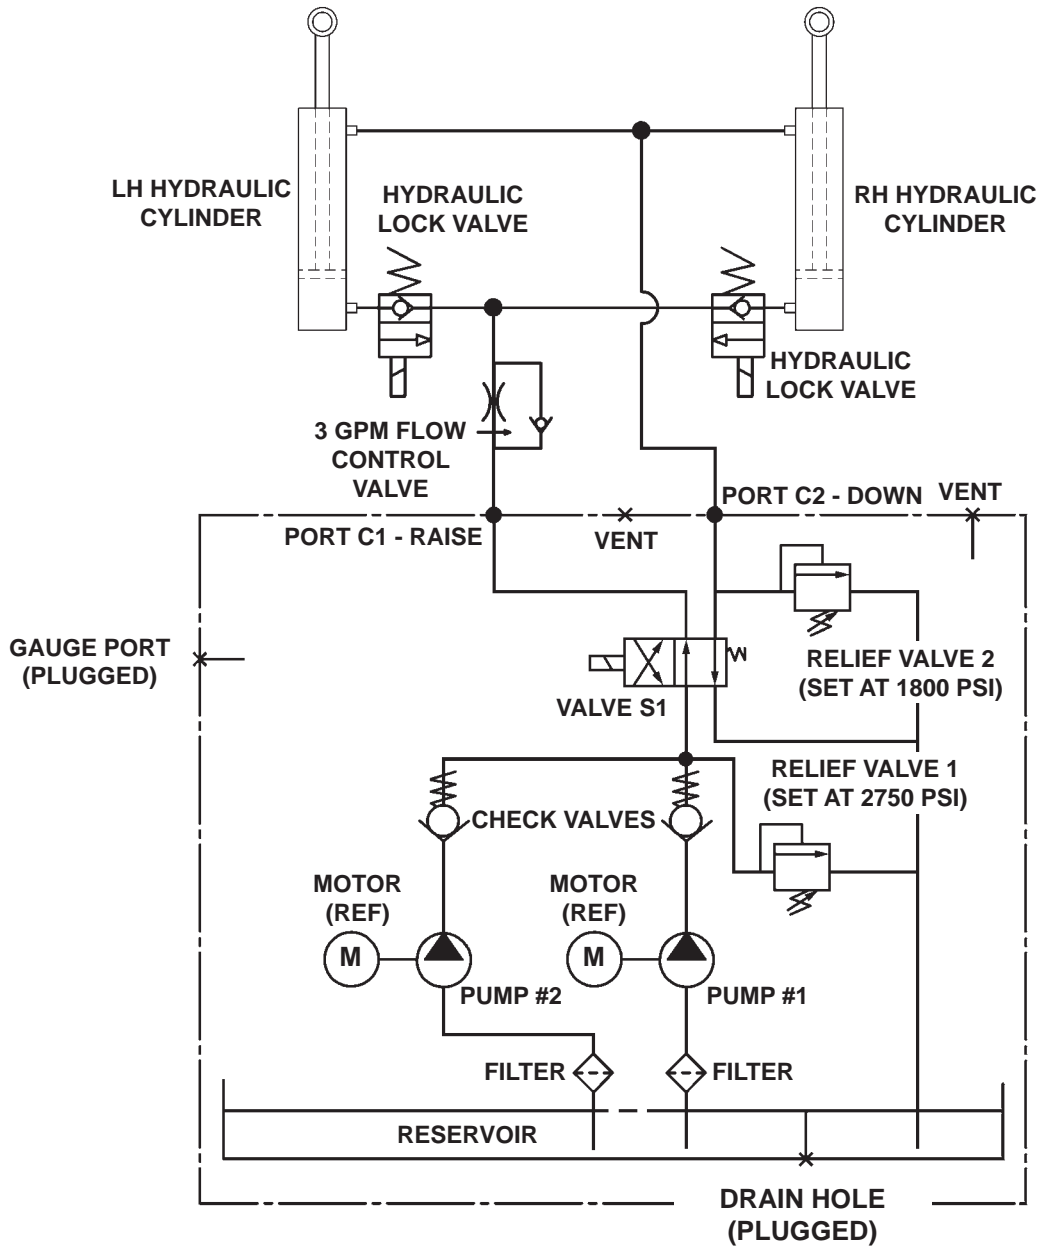 LH HYDRAULIC
CYLINDER
HYDRAULIC
LOCK VALVE
RH HYDRAULIC
CYLINDER
HYDRAULIC
LOCK VALVE
3 GPM FLOW
CONTROL
VALVE
PORT C1 - RAISE
VENT
PORT C2 - DOWN
VENT
GAUGE PORT
(PLUGGED)
RELIEF VALVE 2
(SET AT 1800 PSI)
VALVE S1
RELIEF VALVE 1
(SET AT 2750 PSI)
CHECK VALVES
MOTOR
(REF)
M
PUMP #2
MOTOR
(REF)
M
PUMP #1
FILTER
FILTER
RESERVOIR
DRAIN HOLE
(PLUGGED)